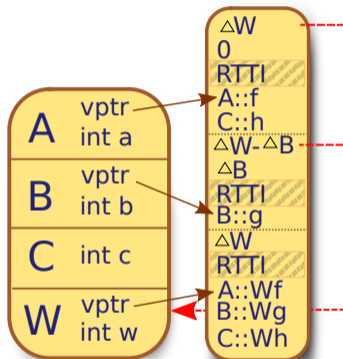 A
vptr
int a
B
vptr
int b
C
int c
W
vptr
int w
△W
0
RTTI
A::f
C::h
△W-△B
△B
RTTI
B::g
△W
RTTI
A::Wf
B::Wg
C::Wh